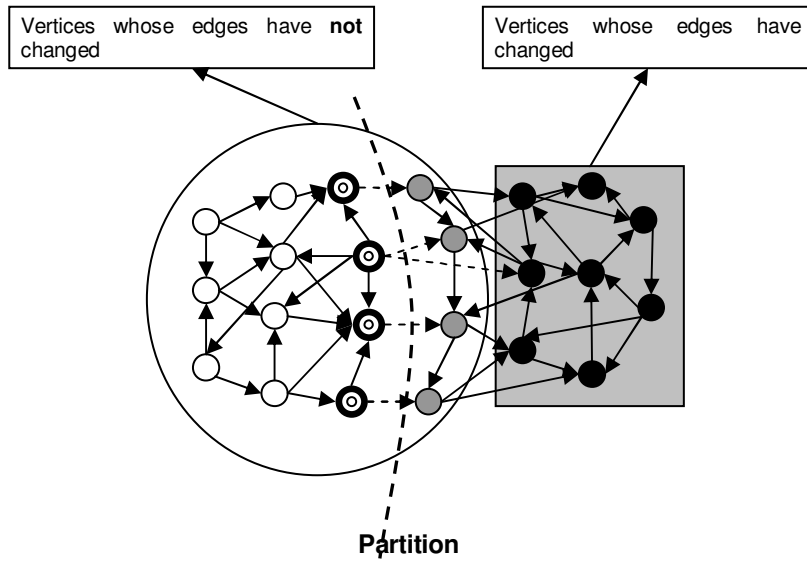 Vertices whose edges have not
changed
Vertices whose edges have
changed
Partition